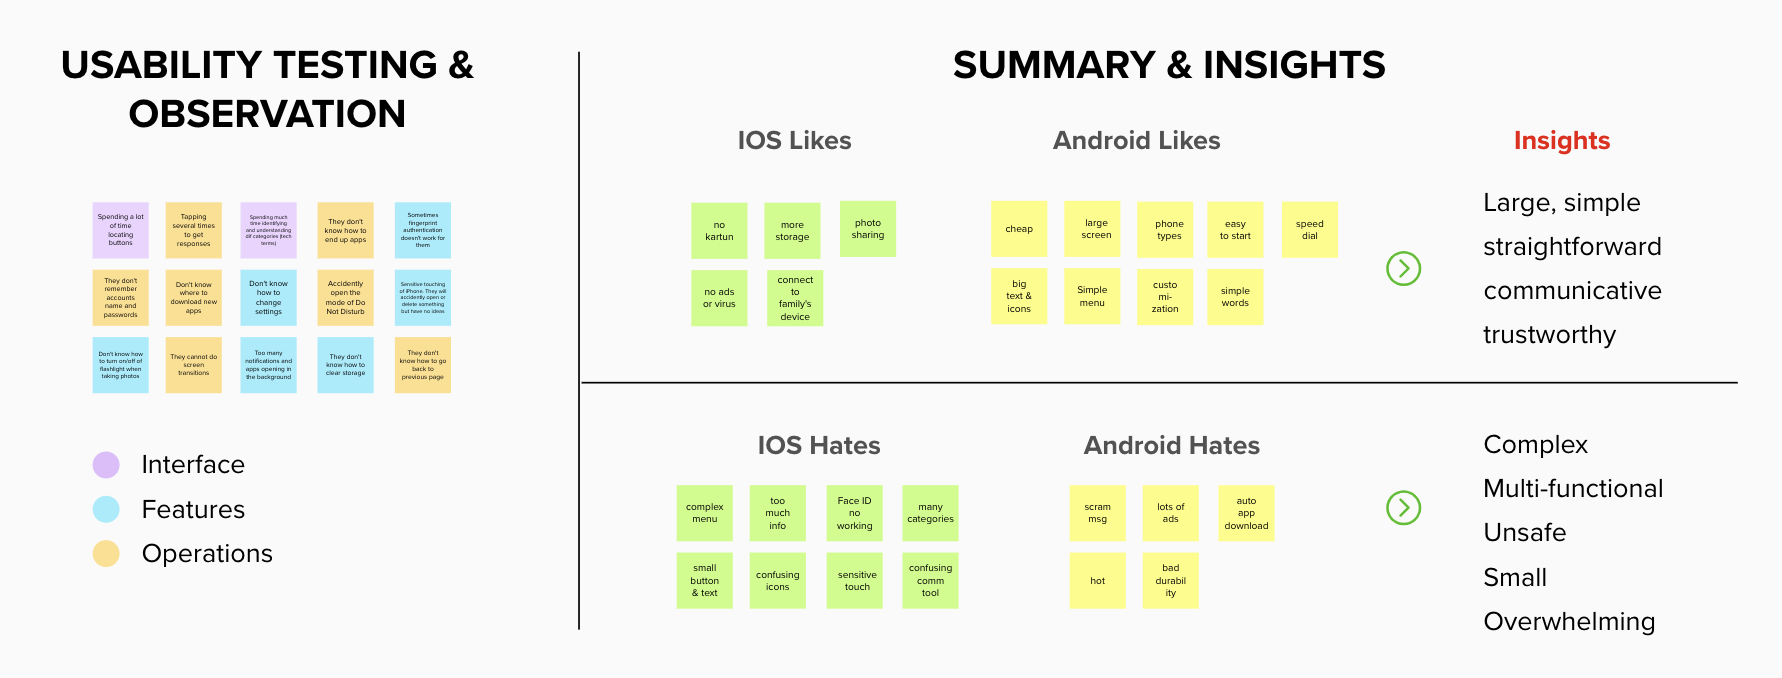 USABILITY TESTING &
OBSERVATION
Spending a lot
of time
locating
buttons
Tapping
several times
to get
responses
Spending much
time identifying
and understanding
dif categories (tech
terms)
They don't
know how to
end up apps
Sometimes
fingerprint
authentication
doesn't work for
them
They don't
remember
accounts
name and
passwords
Don't know
where to
download new
apps
Don't know
how to
change
settings
Accidently
open the
mode of Do
Not Disturb
Sensitive touching
of iPhone. They will
accidently open or
delete something
but have no ideas
Don't know how
to turn on/off of
flashlight when
taking photos
They cannot do
screen
transitions
Too many
notifications and
apps opening in
the background
They don't
know how to
clear storage
They don't
know how to go
back to
previous page
Interface
Features
Operations
SUMMARY & INSIGHTS
IOS Likes
no
kartun
more
storage
photo
sharing
no ads
or virus
connect
to
family's
device
Android Likes
cheap
large
screen
phone
types
easy
to start
speed
dial
big
text &
icons
Simple
menu
custo
mi-
zation
simple
words
Insights
Large, simple
straightforward
communicative
trustworthy
IOS Hates
complex
menu
too
much
info
Face ID
no
working
many
categories
small
button
& text
confusing
icons
sensitive
touch
confusing
comm
tool
Android Hates
scram
msg
lots of
ads
auto
app
download
hot
bad
durabil
ity
Complex
Multi-functional
Unsafe
Small
Overwhelming